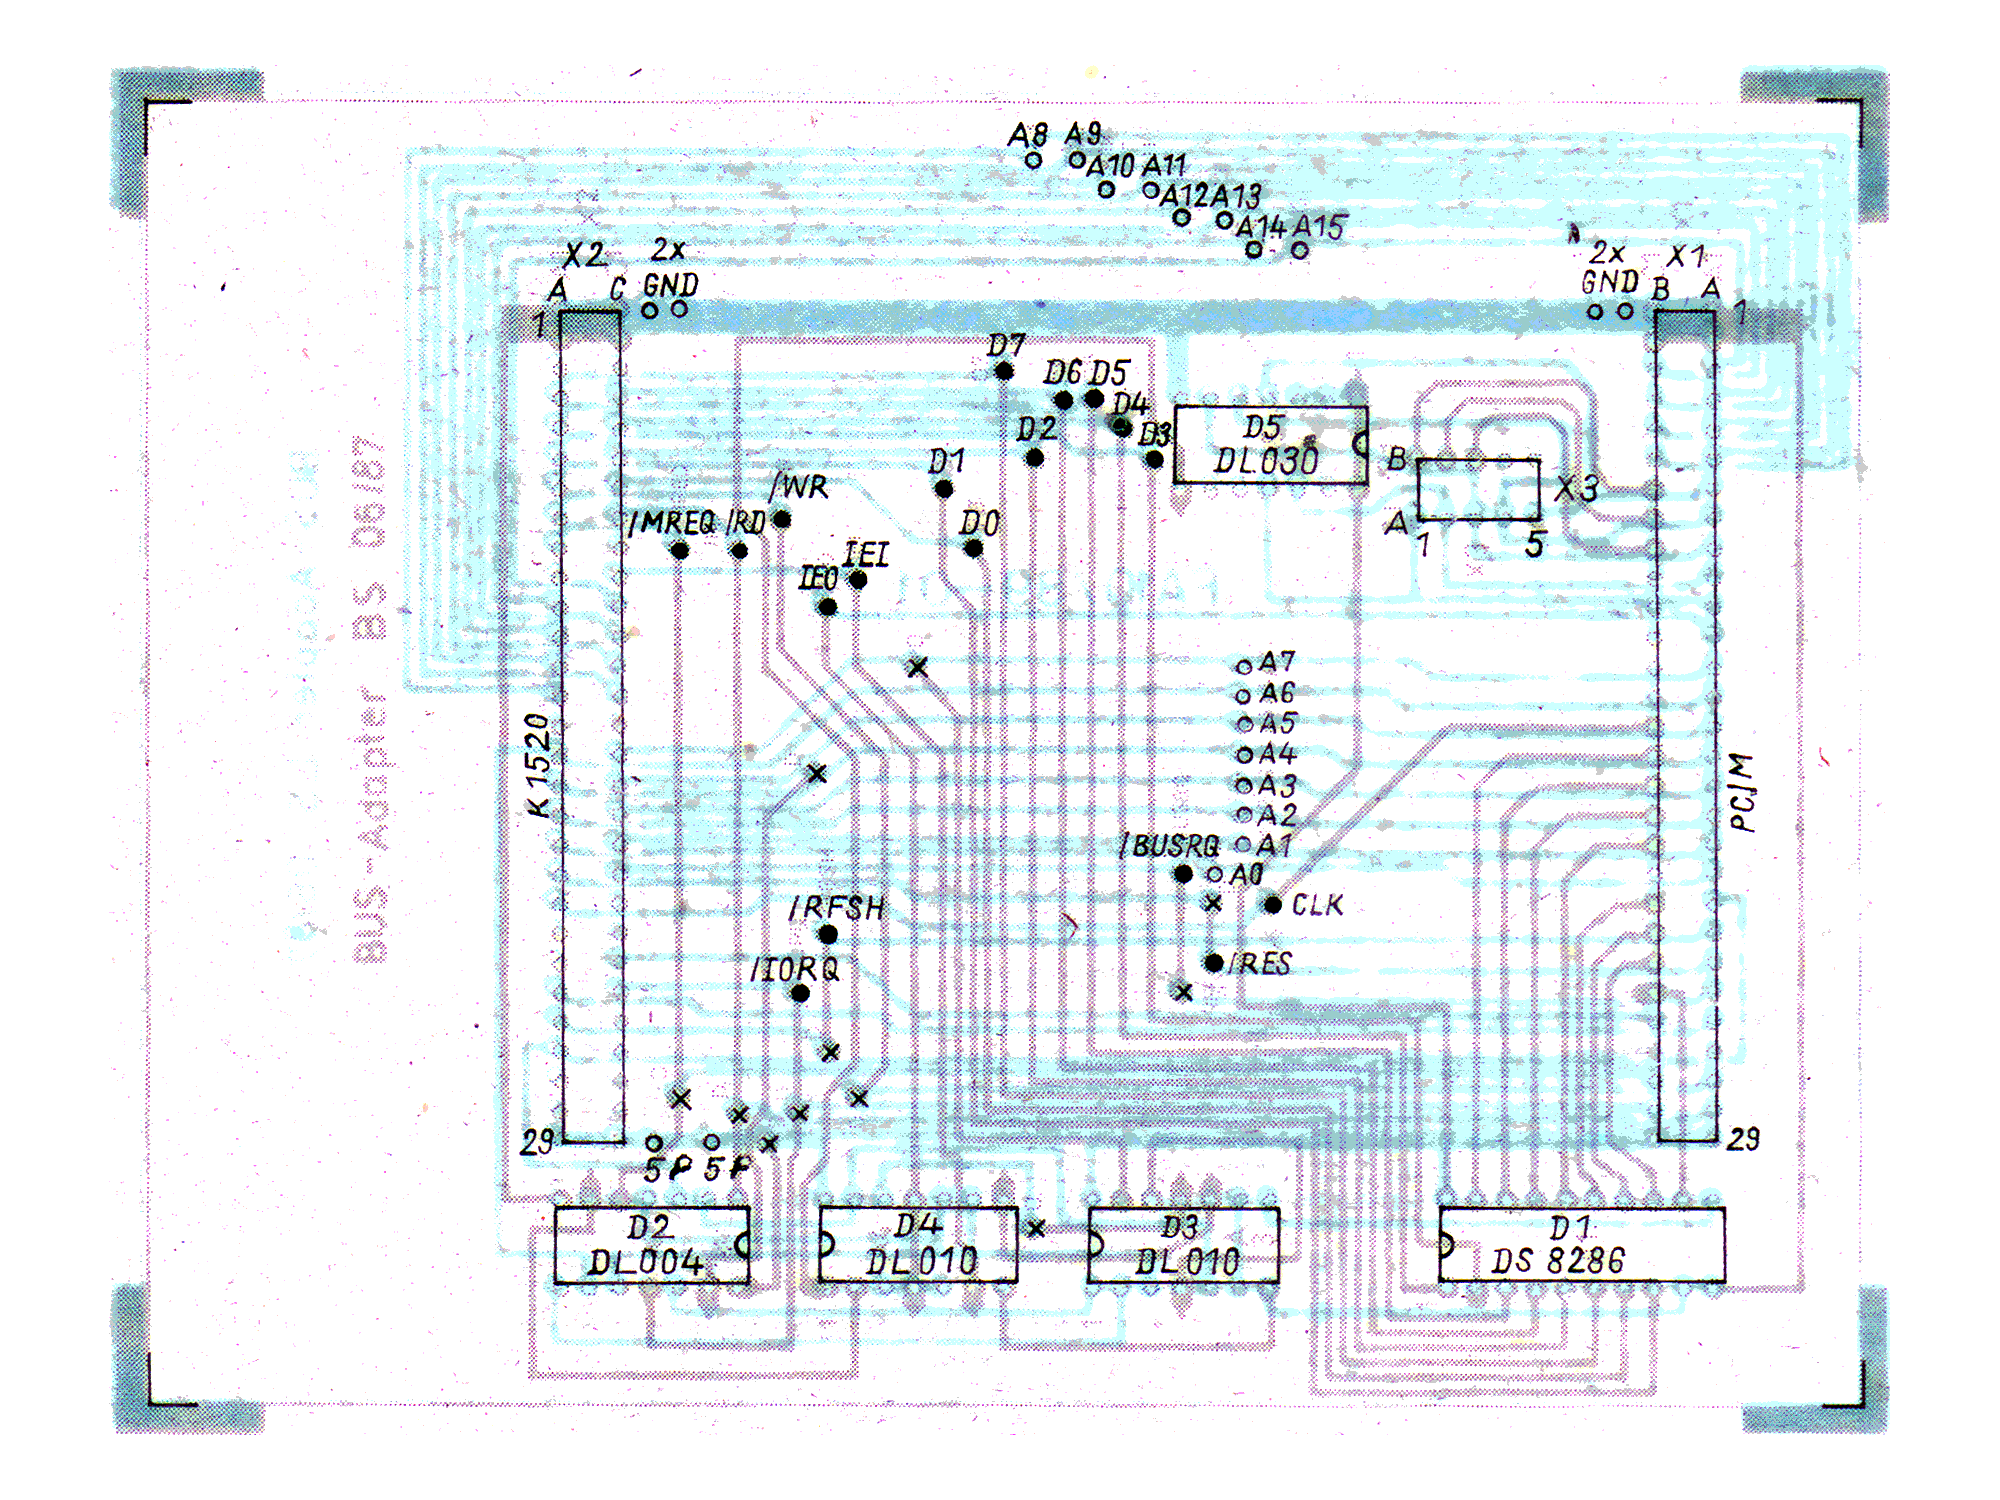 A8 A9
A10 A11
A12 A13
A14 A15
X2 2x
A C GND
1
2x X1
GND B A
1
D7
D6 D5
D4
D2 D3
D1
D5
DL030
B
X3
A
1 5
/WR
/MREQ /RD
D0
IEI
IEO
BUS-Adapter BS 06/87
K1520
A7
A6
A5
A4
A3
A2
A1
/BUSRQ
A0
CLK
PC/M
/RFSH
/IORQ
/RES
29
5P 5P
29
D2
DL004
D4
DL010
D3
DL010
D1
DS 8286